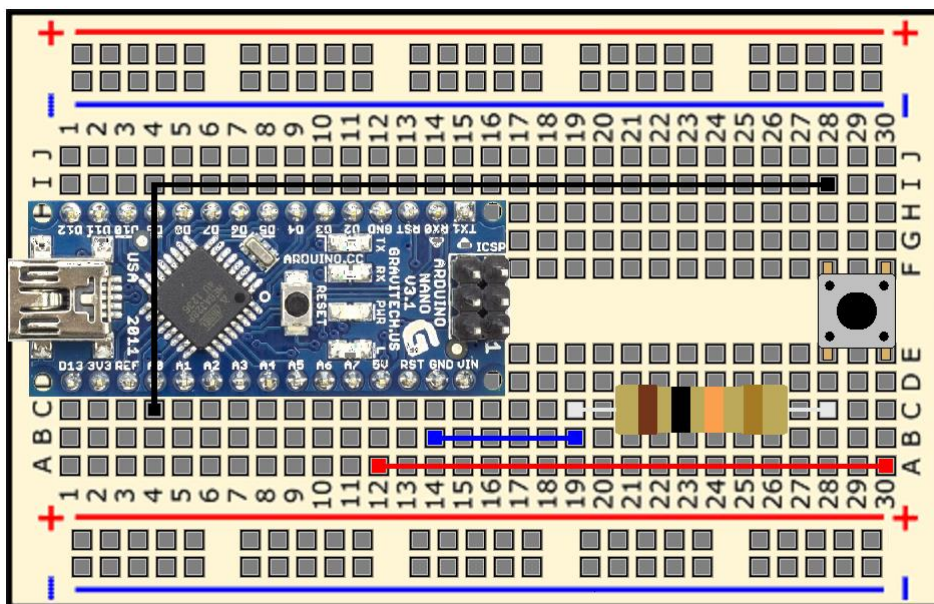 + +
1 2 3 4 5 6 7 8 9 10 11 12 13 14 15 16 17 18 19 20 21 22 23 24 25 26 27 28 29 30
J J
I I
H
G
F
TX1 RX0 RST GND D2 D3 D4 D5 D6 D7 D8 D10 D11 D12
ICSP
TX
RX
PWR
L
ARDUINO.CC
RESET
USA
2011
GRAVITECH.US
ARDUINO
NANO
V3.1
1
D13 3V3 REF A0 A1 A2 A3 A4 A5 A6 A7 5V RST GND VIN
E
D
C C
B B
A A
1 2 3 4 5 6 7 8 9 10 11 12 13 14 15 16 17 18 19 20 21 22 23 24 25 26 27 28 29 30
+ +